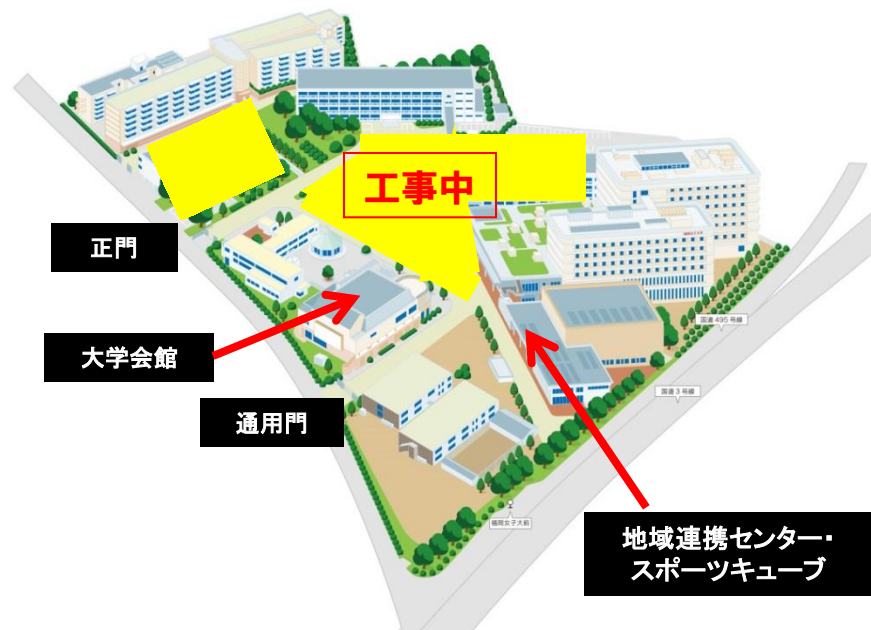 工事中
正門
大学会館
通用門
国道495号線
国道3号線
福岡女子大前
地域連携センター・
スポーツキューブ